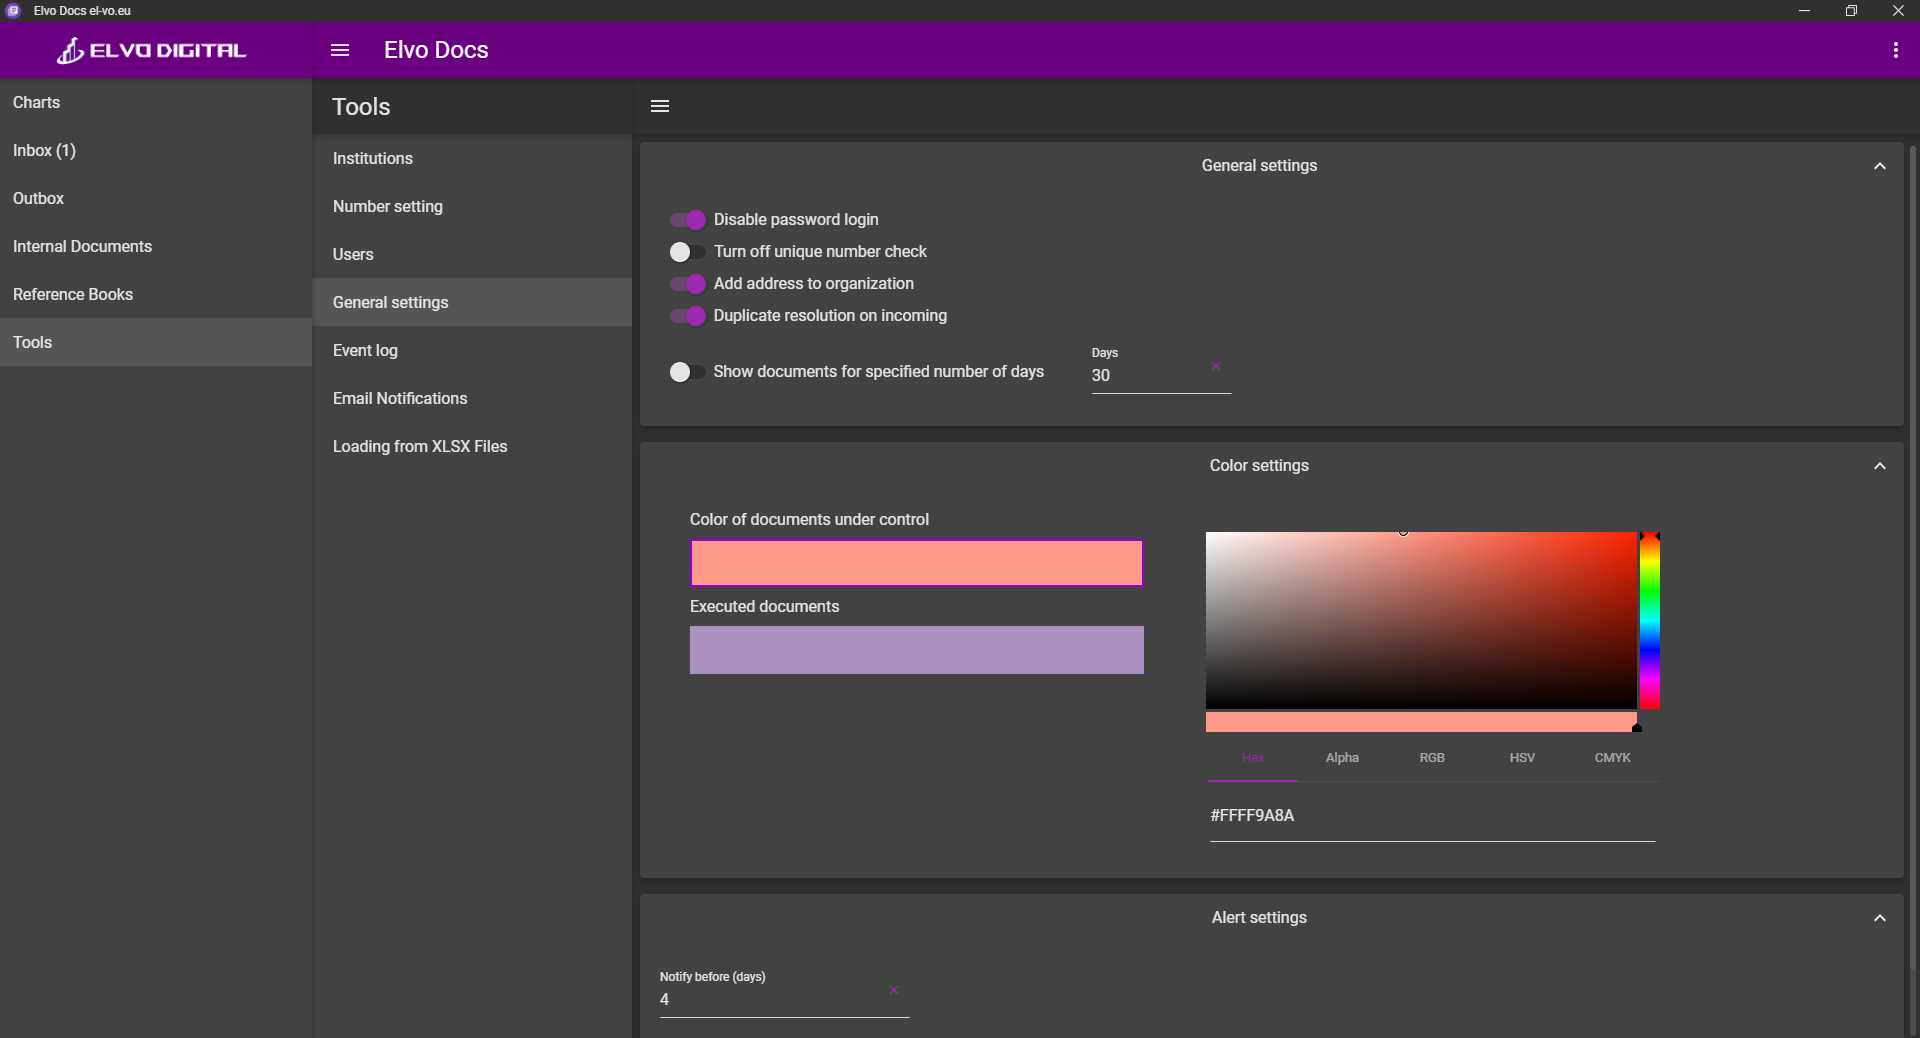 Elvo Docs el-vo.eu
ELVO DIGITAL
Elvo Docs
Charts
Inbox (1)
Outbox
Internal Documents
Reference Books
Tools
Tools
Institutions
Number setting
Users
General settings
Event log
Email Notifications
Loading from XLSX Files
General settings
Disable password login
Turn off unique number check
Add address to organization
Duplicate resolution on incoming
Show documents for specified number of days
Days
30
Color settings
Color of documents under control
Executed documents
Hex Alpha RGB HSV CMYK
#FFFF9A8A
Alert settings
Notify before (days)
4